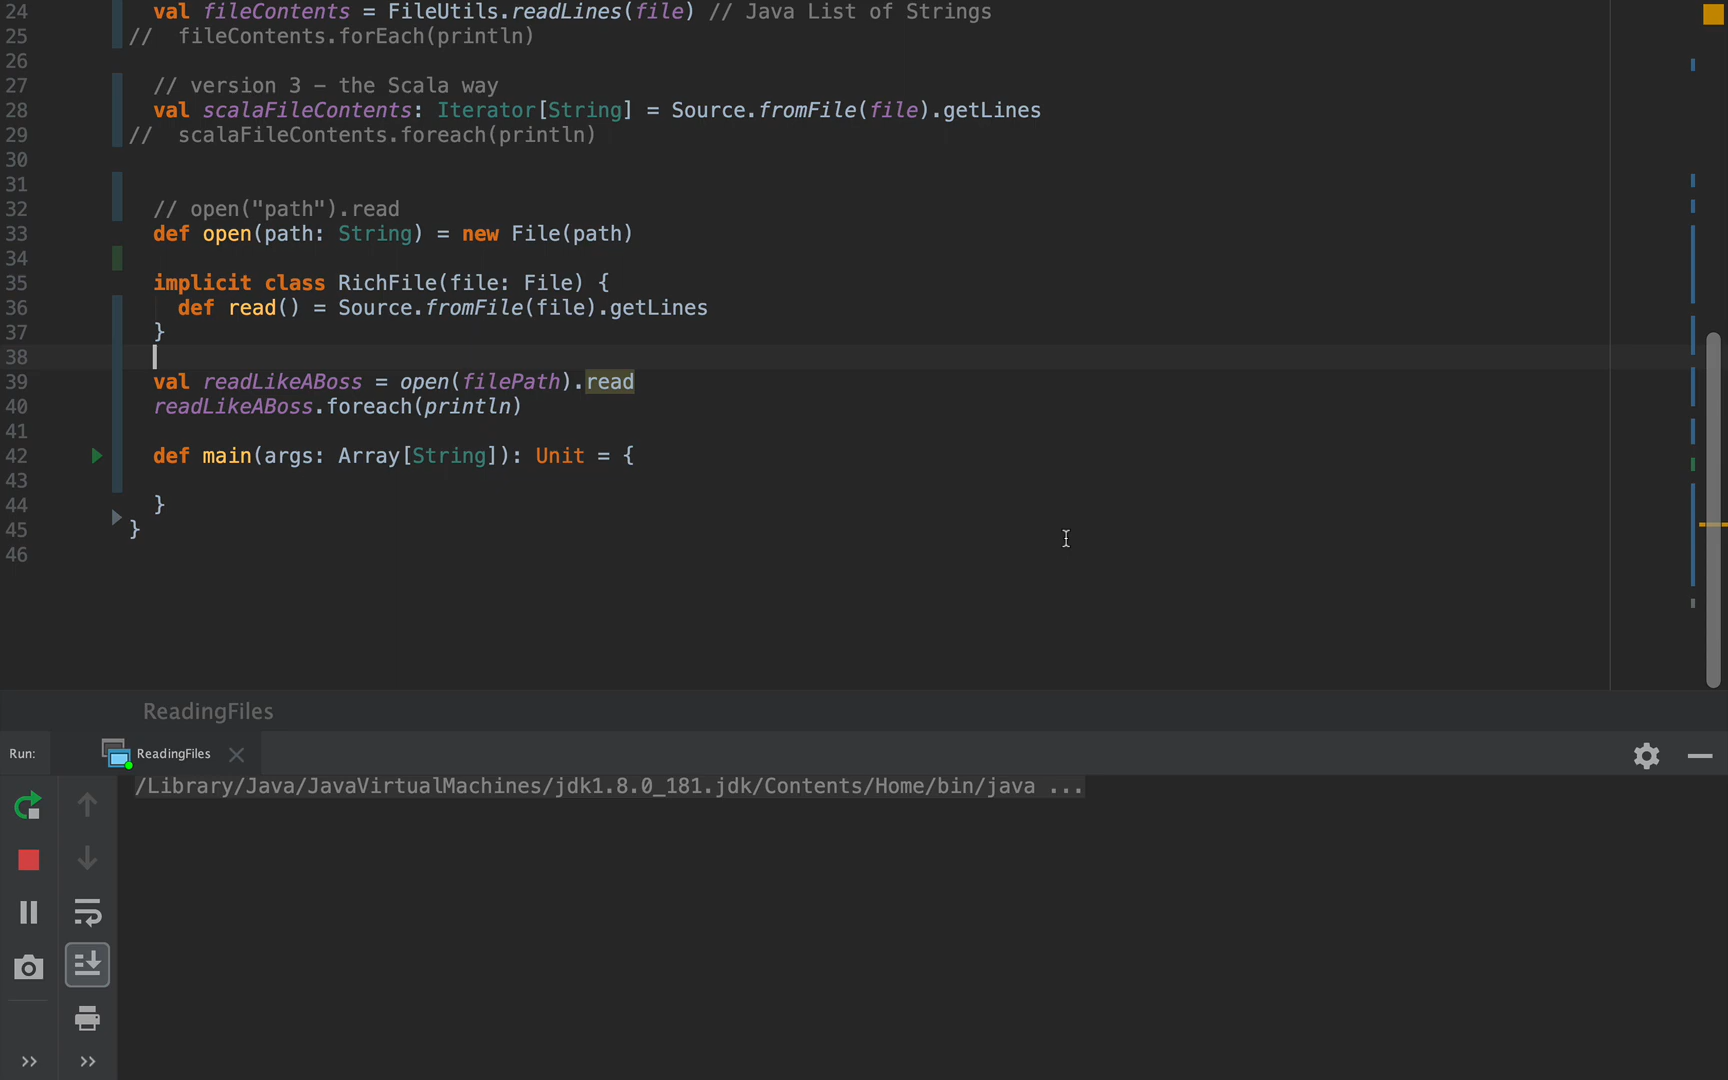 24 val fileContents = FileUtils.readLines(file) // Java List of Strings
25 // fileContents.forEach(println)
26
27 // version 3 – the Scala way
28 val scalaFileContents: Iterator[String] = Source.fromFile(file).getLines
29 // scalaFileContents.foreach(println)
30
31
32 // open("path").read
33 def open(path: String) = new File(path)
34
35 implicit class RichFile(file: File) {
36 def read() = Source.fromFile(file).getLines
37 }
38
39 val readLikeABoss = open(filePath).read
40 readLikeABoss.foreach(println)
41
42 def main(args: Array[String]): Unit = {
43
44 }
45 }
46
ReadingFiles
Run: ReadingFiles
/Library/Java/JavaVirtualMachines/jdk1.8.0_181.jdk/Contents/Home/bin/java ...